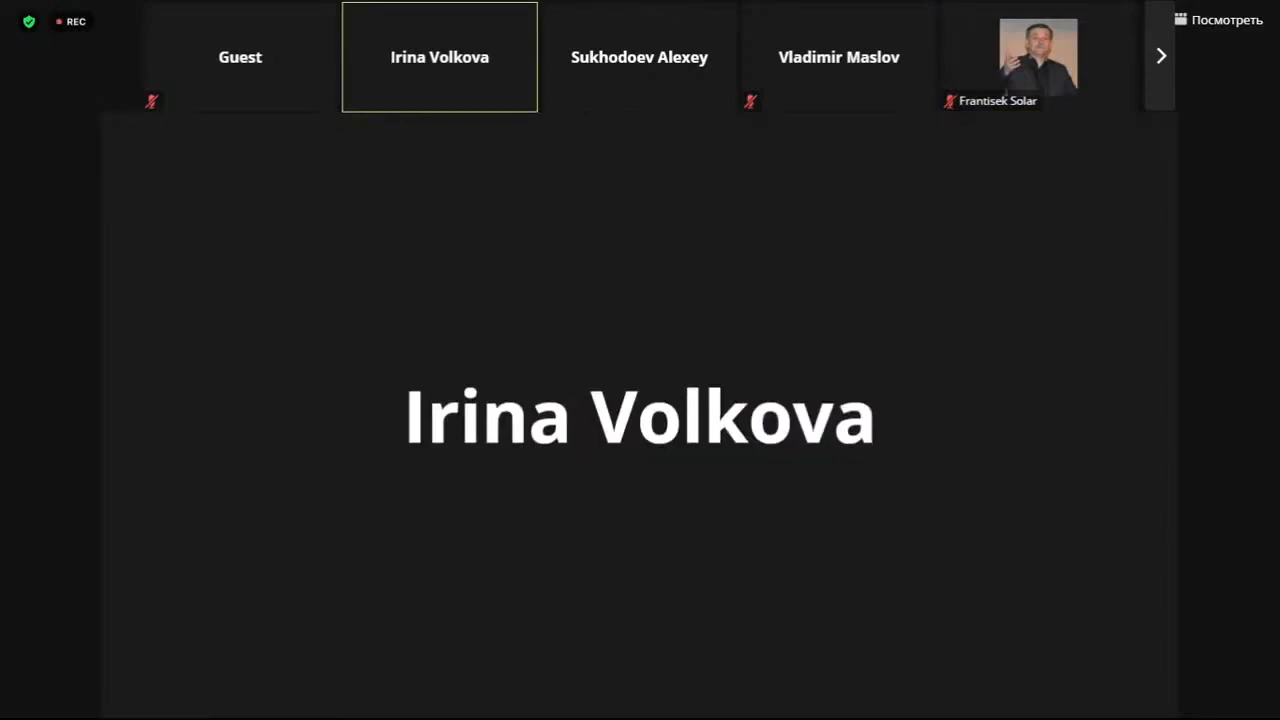 REC
Guest
Irina Volkova
Sukhodoev Alexey
Vladimir Maslov
Frantisek Solar
Посмотреть
Irina Volkova